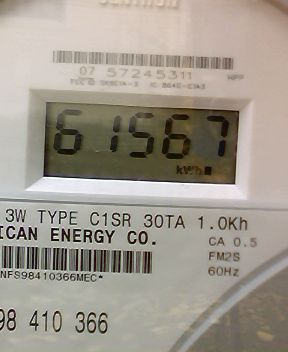 07 57245311
61567
kWh
3W TYPE C1SR 30TA 1.0Kh
ICAN ENERGY CO.
CA 0.5
FM2S
60Hz
NFS98410366MEC*
98 410 366